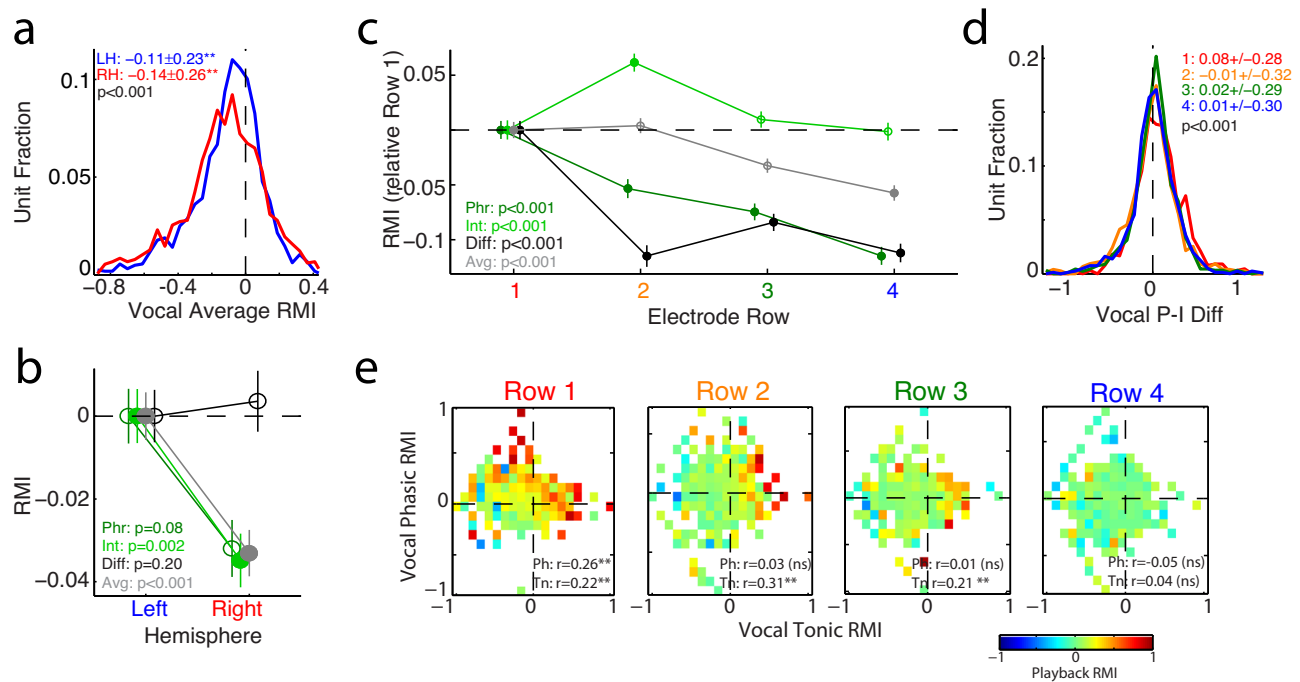 a
LH: −0.11±0.23**
RH: −0.14±0.26**
p<0.001
0.1
0.05
0
Unit Fraction
−0.8
−0.4
0
0.4
Vocal Average RMI
b
0
−0.02
−0.04
RMI
Phr: p=0.08
Int: p=0.002
Diff: p=0.20
Avg: p<0.001
Left
Right
Hemisphere
c
0.05
−0.05
−0.1
RMI (relative Row 1)
Phr: p<0.001
Int: p<0.001
Diff: p<0.001
Avg: p<0.001
1
2
3
4
Electrode Row
d
0.2
0.1
0
Unit Fraction
1: 0.08+/−0.28
2: −0.01+/−0.32
3: 0.02+/−0.29
4: 0.01+/−0.30
p<0.001
−1
0
1
Vocal P-I Diff
e
Row 1
Row 2
Row 3
Row 4
1
0
−1
Vocal Phasic RMI
Ph: r=0.26**
Tn: r=0.22**
Ph: r=0.03 (ns)
Tn: r=0.31**
Ph: r=0.01 (ns)
Tn r=0.21 **
Ph: r=-0.05 (ns)
Tn: r=0.04 (ns)
−1
0
1
−1
0
1
−1
0
1
−1
0
1
Vocal Tonic RMI
−1
0
1
Playback RMI